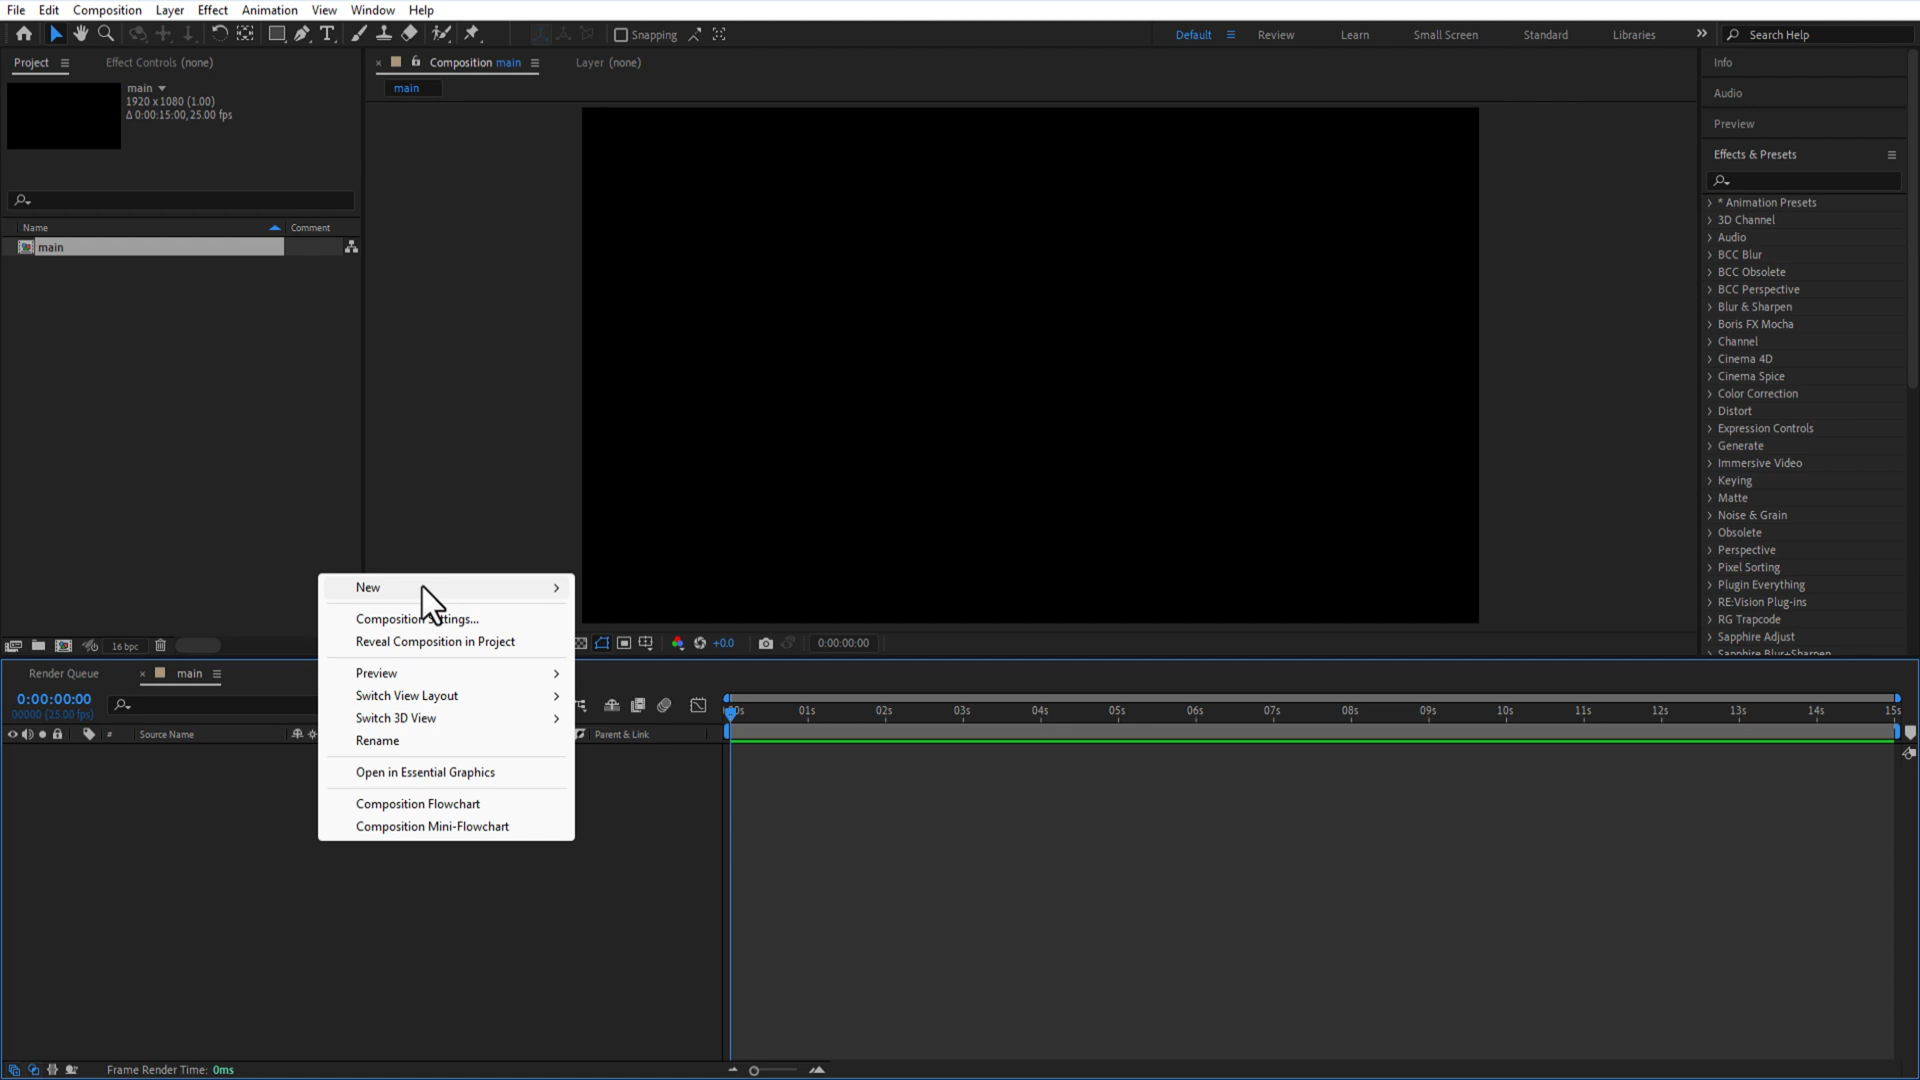 File Edit Composition Layer Effect Animation View Window Help
Snapping Default Review Learn Small Screen Standard Libraries Search Help
Project Effect Controls (none) Composition main Layer (none) Info
main
1920 x 1080 (1.00)
Δ 0:00:15:00, 25.00 fps
main
Audio
Preview
Effects & Presets
Name Comment
main
* Animation Presets
3D Channel
Audio
BCC Blur
BCC Obsolete
BCC Perspective
Blur & Sharpen
Boris FX Mocha
Channel
Cinema 4D
Cinema Spice
Color Correction
Distort
Expression Controls
Generate
Immersive Video
Keying
Matte
Noise & Grain
Obsolete
Perspective
Pixel Sorting
Plugin Everything
RE:Vision Plug-ins
RG Trapcode
Sapphire Adjust
Sapphire Blur+Sharpen
New
Composition
Reveal Composition in Project
Preview
Switch View Layout
Switch 3D View
Rename
Open in Essential Graphics
Composition Flowchart
Composition Mini-Flowchart
16 bpc +0.0 0:00:00:00
Render Queue main
0:00:00:00
00000 (25.00 fps)
01s 02s 03s 04s 05s 06s 07s 08s 09s 10s 11s 12s 13s 14s 15s
# Source Name Parent & Link
Frame Render Time: 0ms